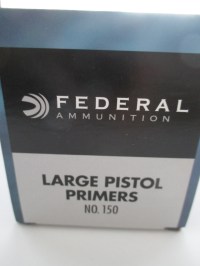 FEDERAL
AMMUNITION
LARGE PISTOL
PRIMERS
NO. 150